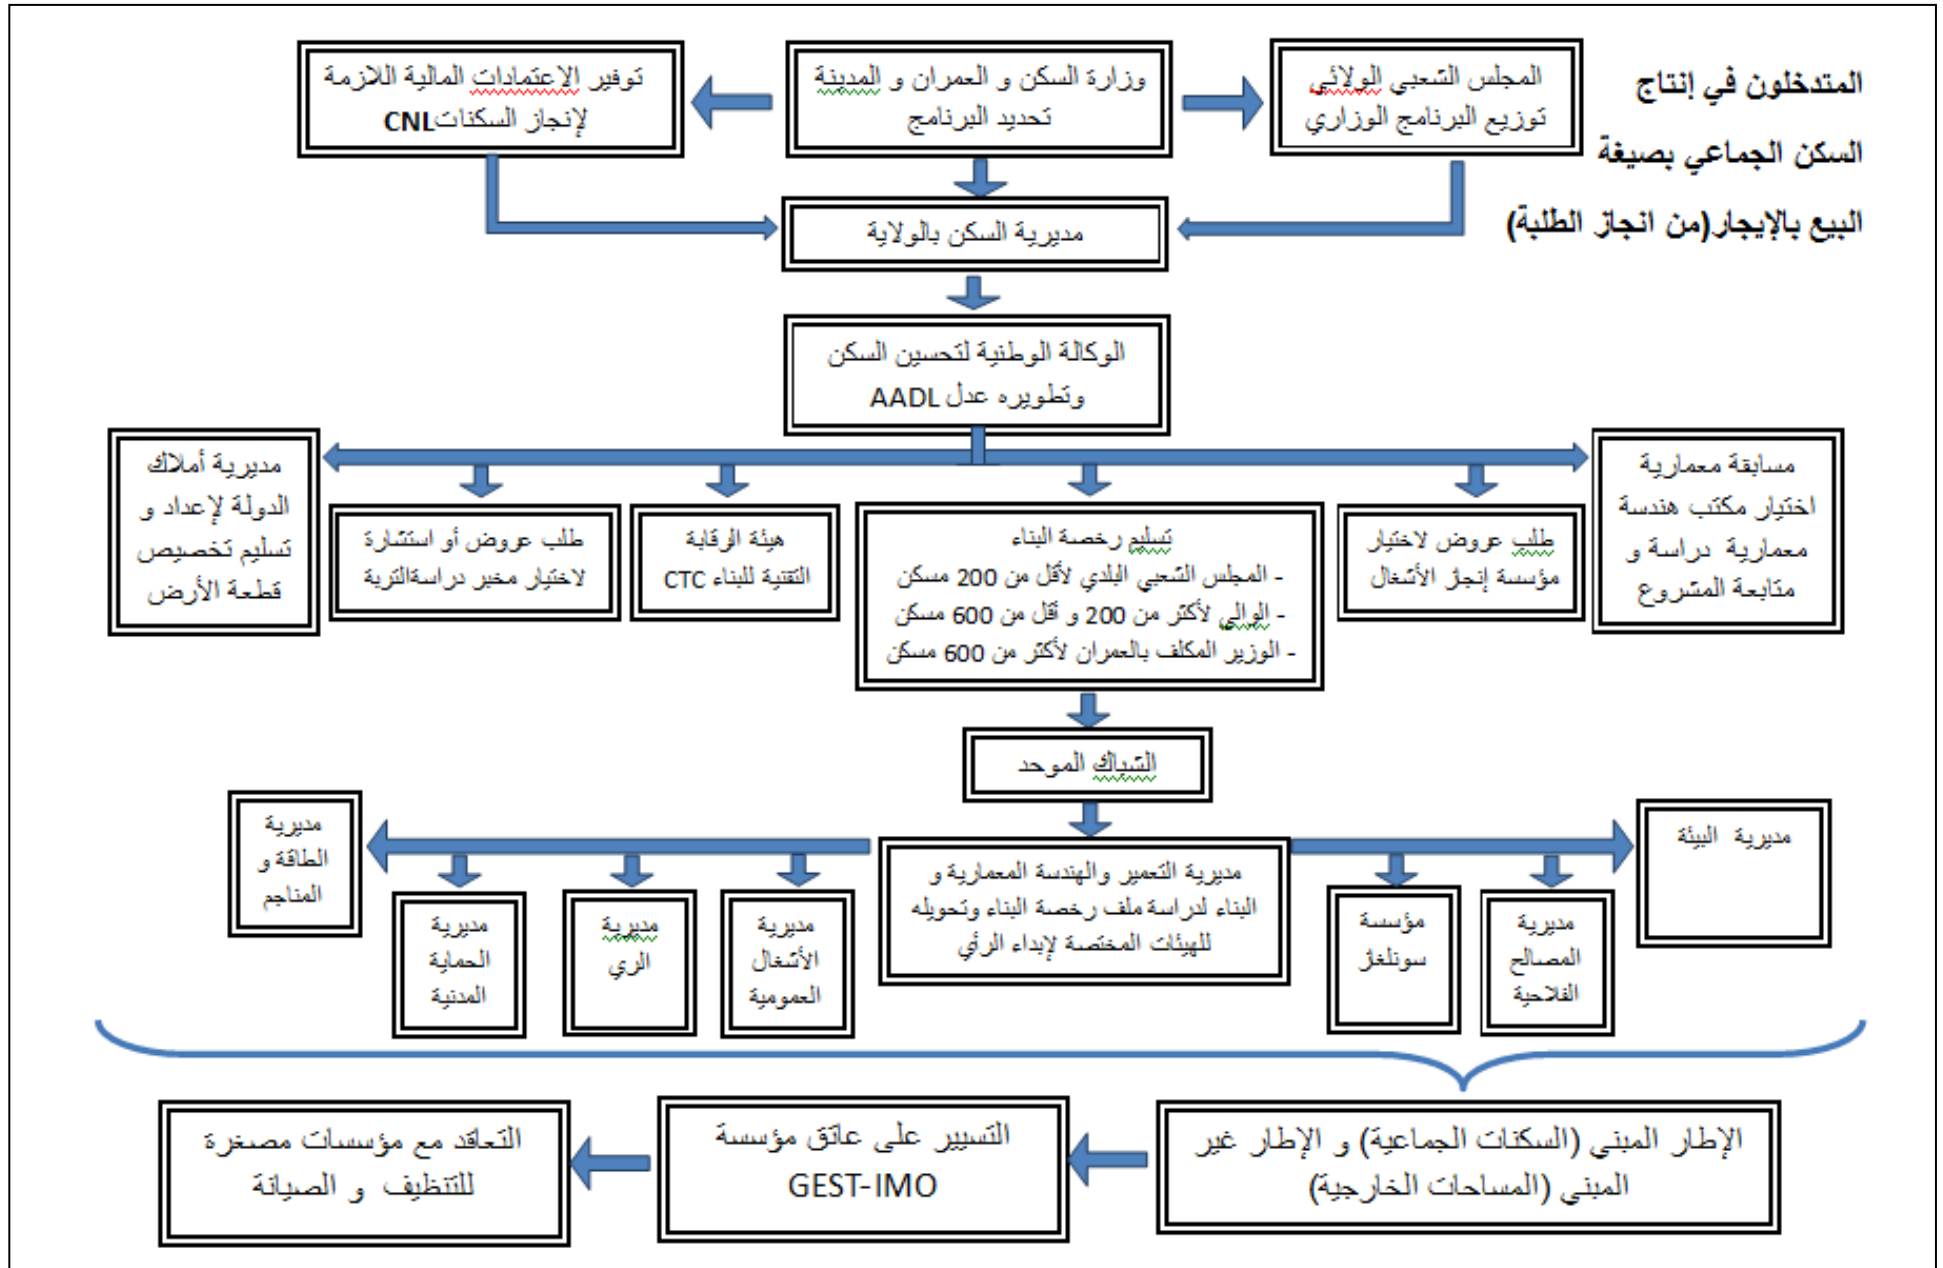 المتدخلون في إنتاج
السكن الجماعي بصيغة
البيع بالإيجار(من انجاز الطلبة)
المجلس الشعبي الولائي
توزيع البرنامج الوزاري
وزارة السكن و العمران و المدينة
تحديد البرنامج
توفير الإعتمادات المالية اللازمة
لإنجاز السكناتCNL
مديرية السكن بالولاية
الوكالة الوطنية لتحسين السكن
وتطويره عدل AADL
مسابقة معمارية
اختيار مكتب هندسة
معمارية دراسة و
متابعة المشروع
طلب عروض لاختيار
مؤسسة إنجاز الأشغال
تسليم رخصة البناء
- المجلس الشعبي البلدي لأقل من 200 مسكن
- الوالي لأكثر من 200 و أقل من 600 مسكن
- الوزير المكلف بالعمران لأكثر من 600 مسكن
هيئة الرقابة
التقنية للبناء CTC
طلب عروض أو استشارة
لاختيار مخبر دراسةالتربة
مديرية أملاك
الدولة لإعداد و
تسليم تخصيص
قطعة الأرض
الشباك الموحد
مديرية البيئة
مديرية
المصالح
الفلاحية
مؤسسة
سونلغاز
مديرية التعمير والهندسة المعمارية و
البناء لدراسة ملف رخصة البناء وتحويله
للهيئات المختصة لإبداء الرأي
مديرية
الأشغال
العمومية
مديرية
الري
مديرية
الحماية
المدنية
مديرية
الطاقة و
المناجم
الإطار المبني (السكنات الجماعية) و الإطار غير
المبني (المساحات الخارجية)
التسيير على عاتق مؤسسة
GEST-IMO
التعاقد مع مؤسسات مصغرة
للتنظيف و الصيانة